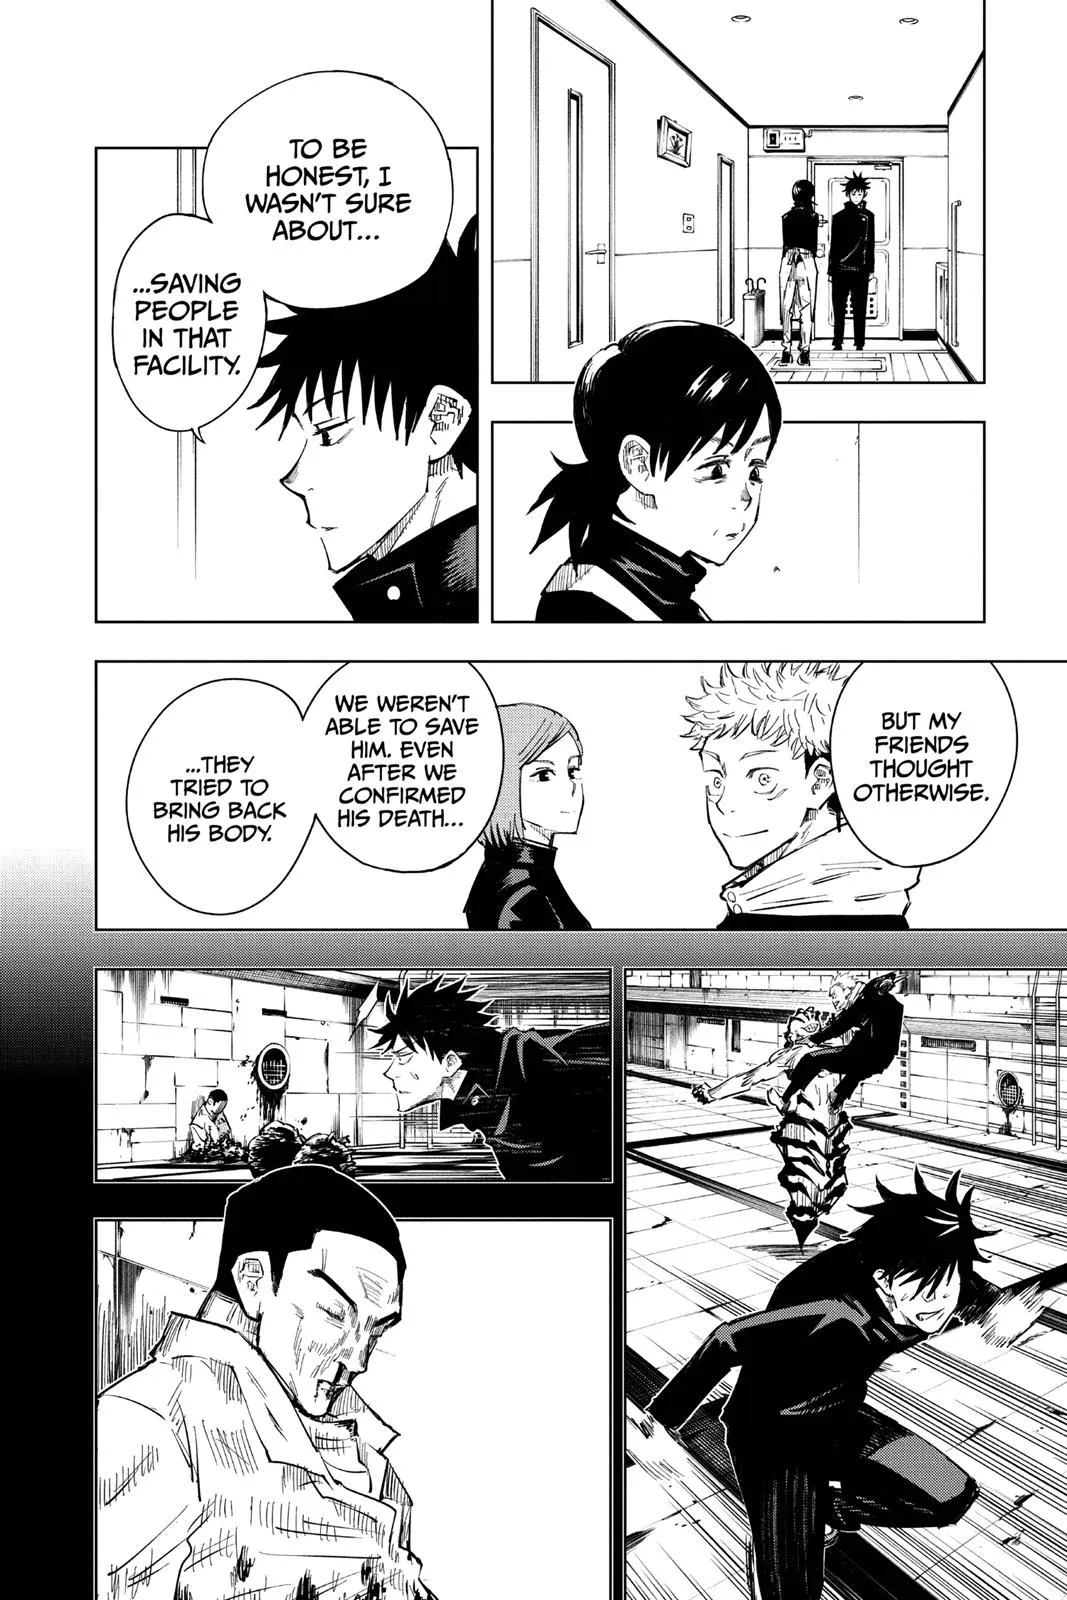 TO BE
HONEST, I
WASN'T SURE
ABOUT...
...SAVING
PEOPLE
IN THAT
FACILITY.
BUT MY
FRIENDS
THOUGHT
OTHERWISE.
WE WEREN'T
ABLE TO SAVE
HIM. EVEN
AFTER WE
CONFIRMED
HIS DEATH...
...THEY
TRIED TO
BRING BACK
HIS BODY.